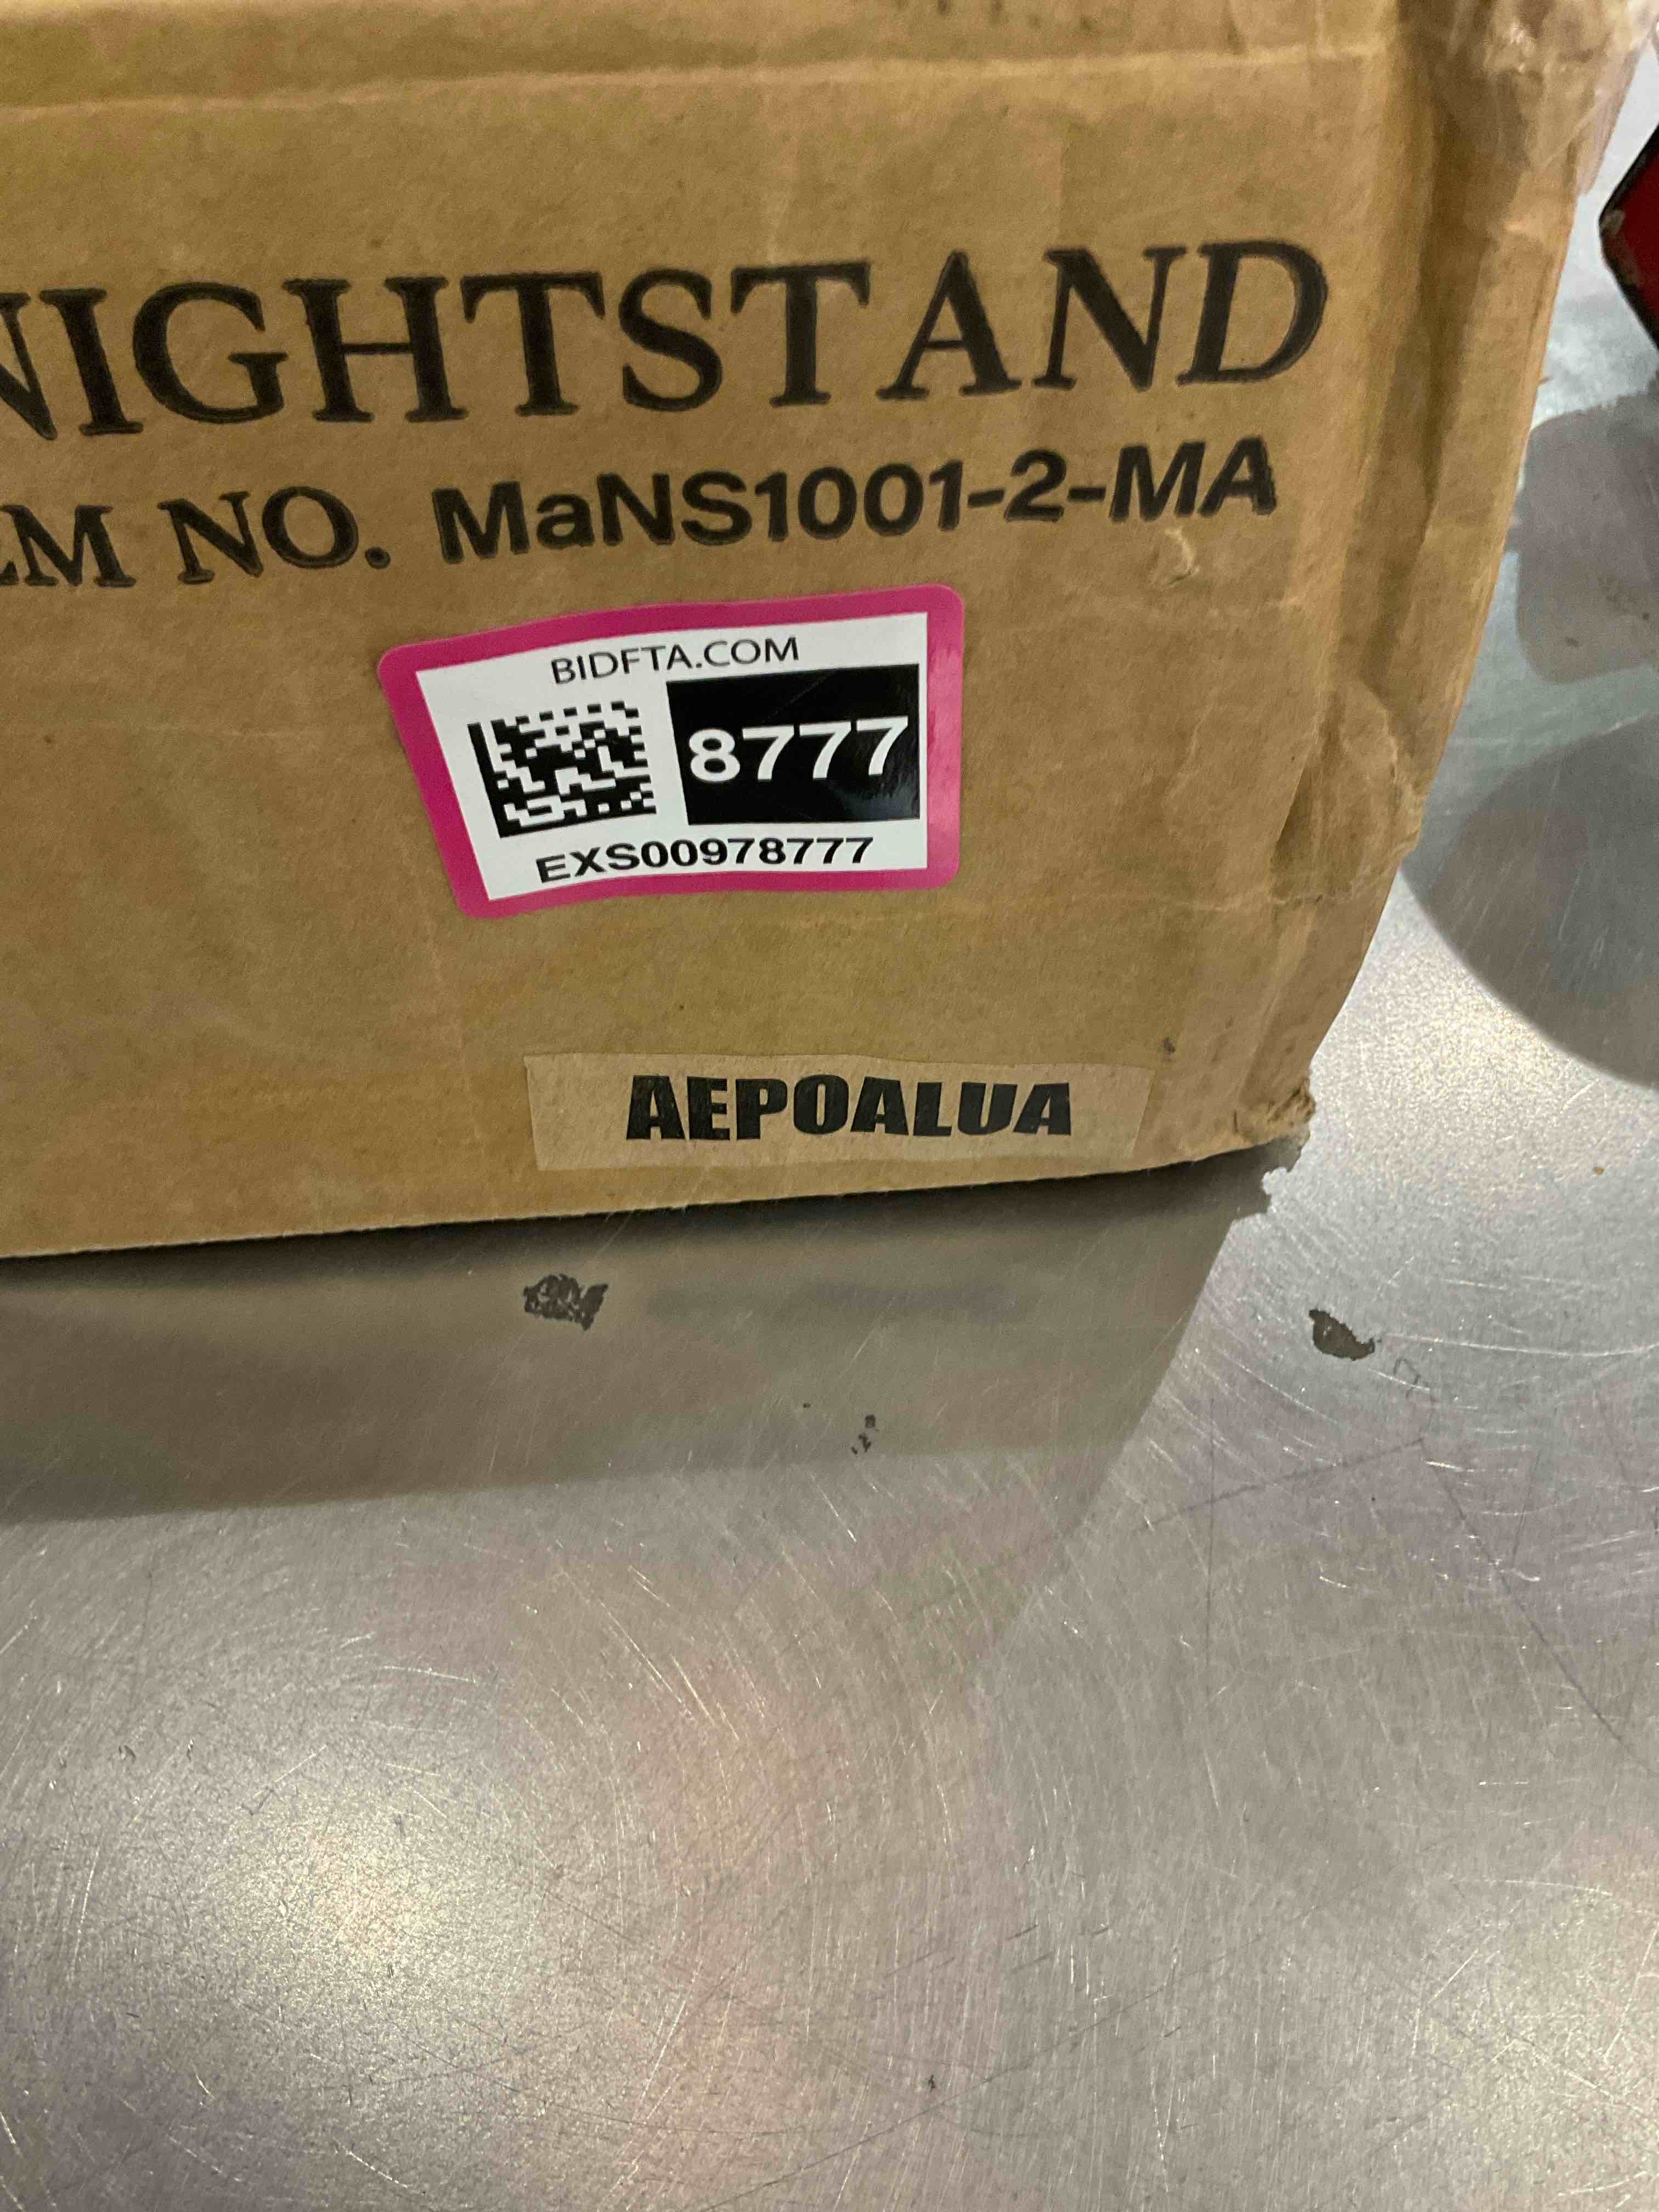 NIGHTSTAND
EM NO. MaNS1001-2-MA
BIDFTA.COM
8777
EXS00978777
AEPOALUA